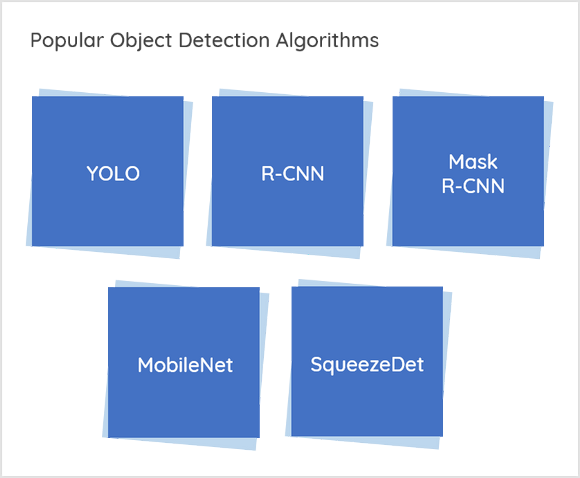 Popular Object Detection Algorithms
YOLO
R-CNN
Mask
R-CNN
MobileNet
SqueezeDet